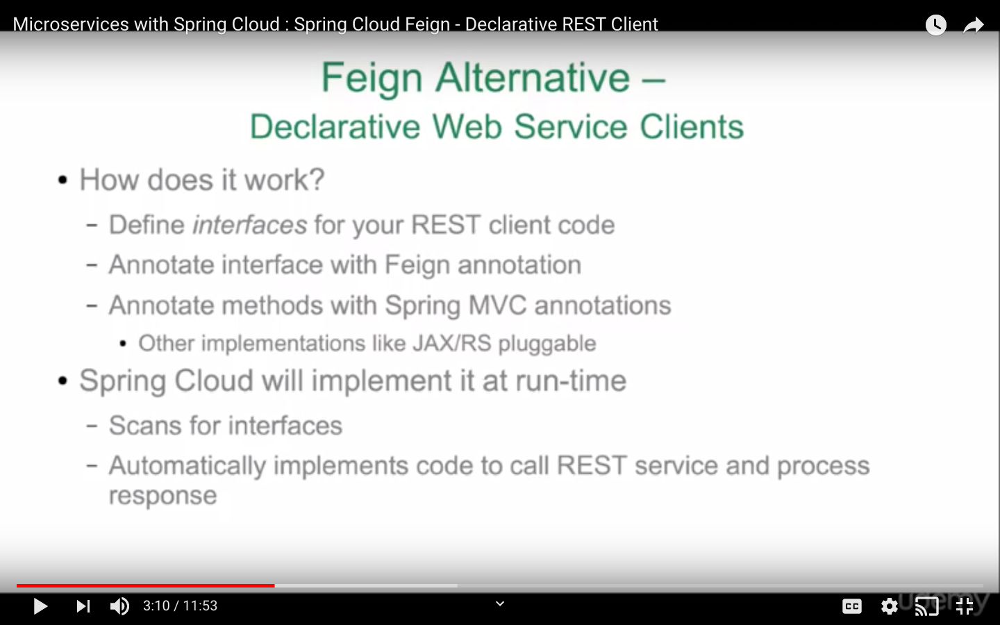 Microservices with Spring Cloud : Spring Cloud Feign - Declarative REST Client
Feign Alternative –
Declarative Web Service Clients
• How does it work?
– Define interfaces for your REST client code
– Annotate interface with Feign annotation
– Annotate methods with Spring MVC annotations
• Other implementations like JAX/RS pluggable
• Spring Cloud will implement it at run-time
– Scans for interfaces
– Automatically implements code to call REST service and process
response
3:10 / 11:53
CC
udemy